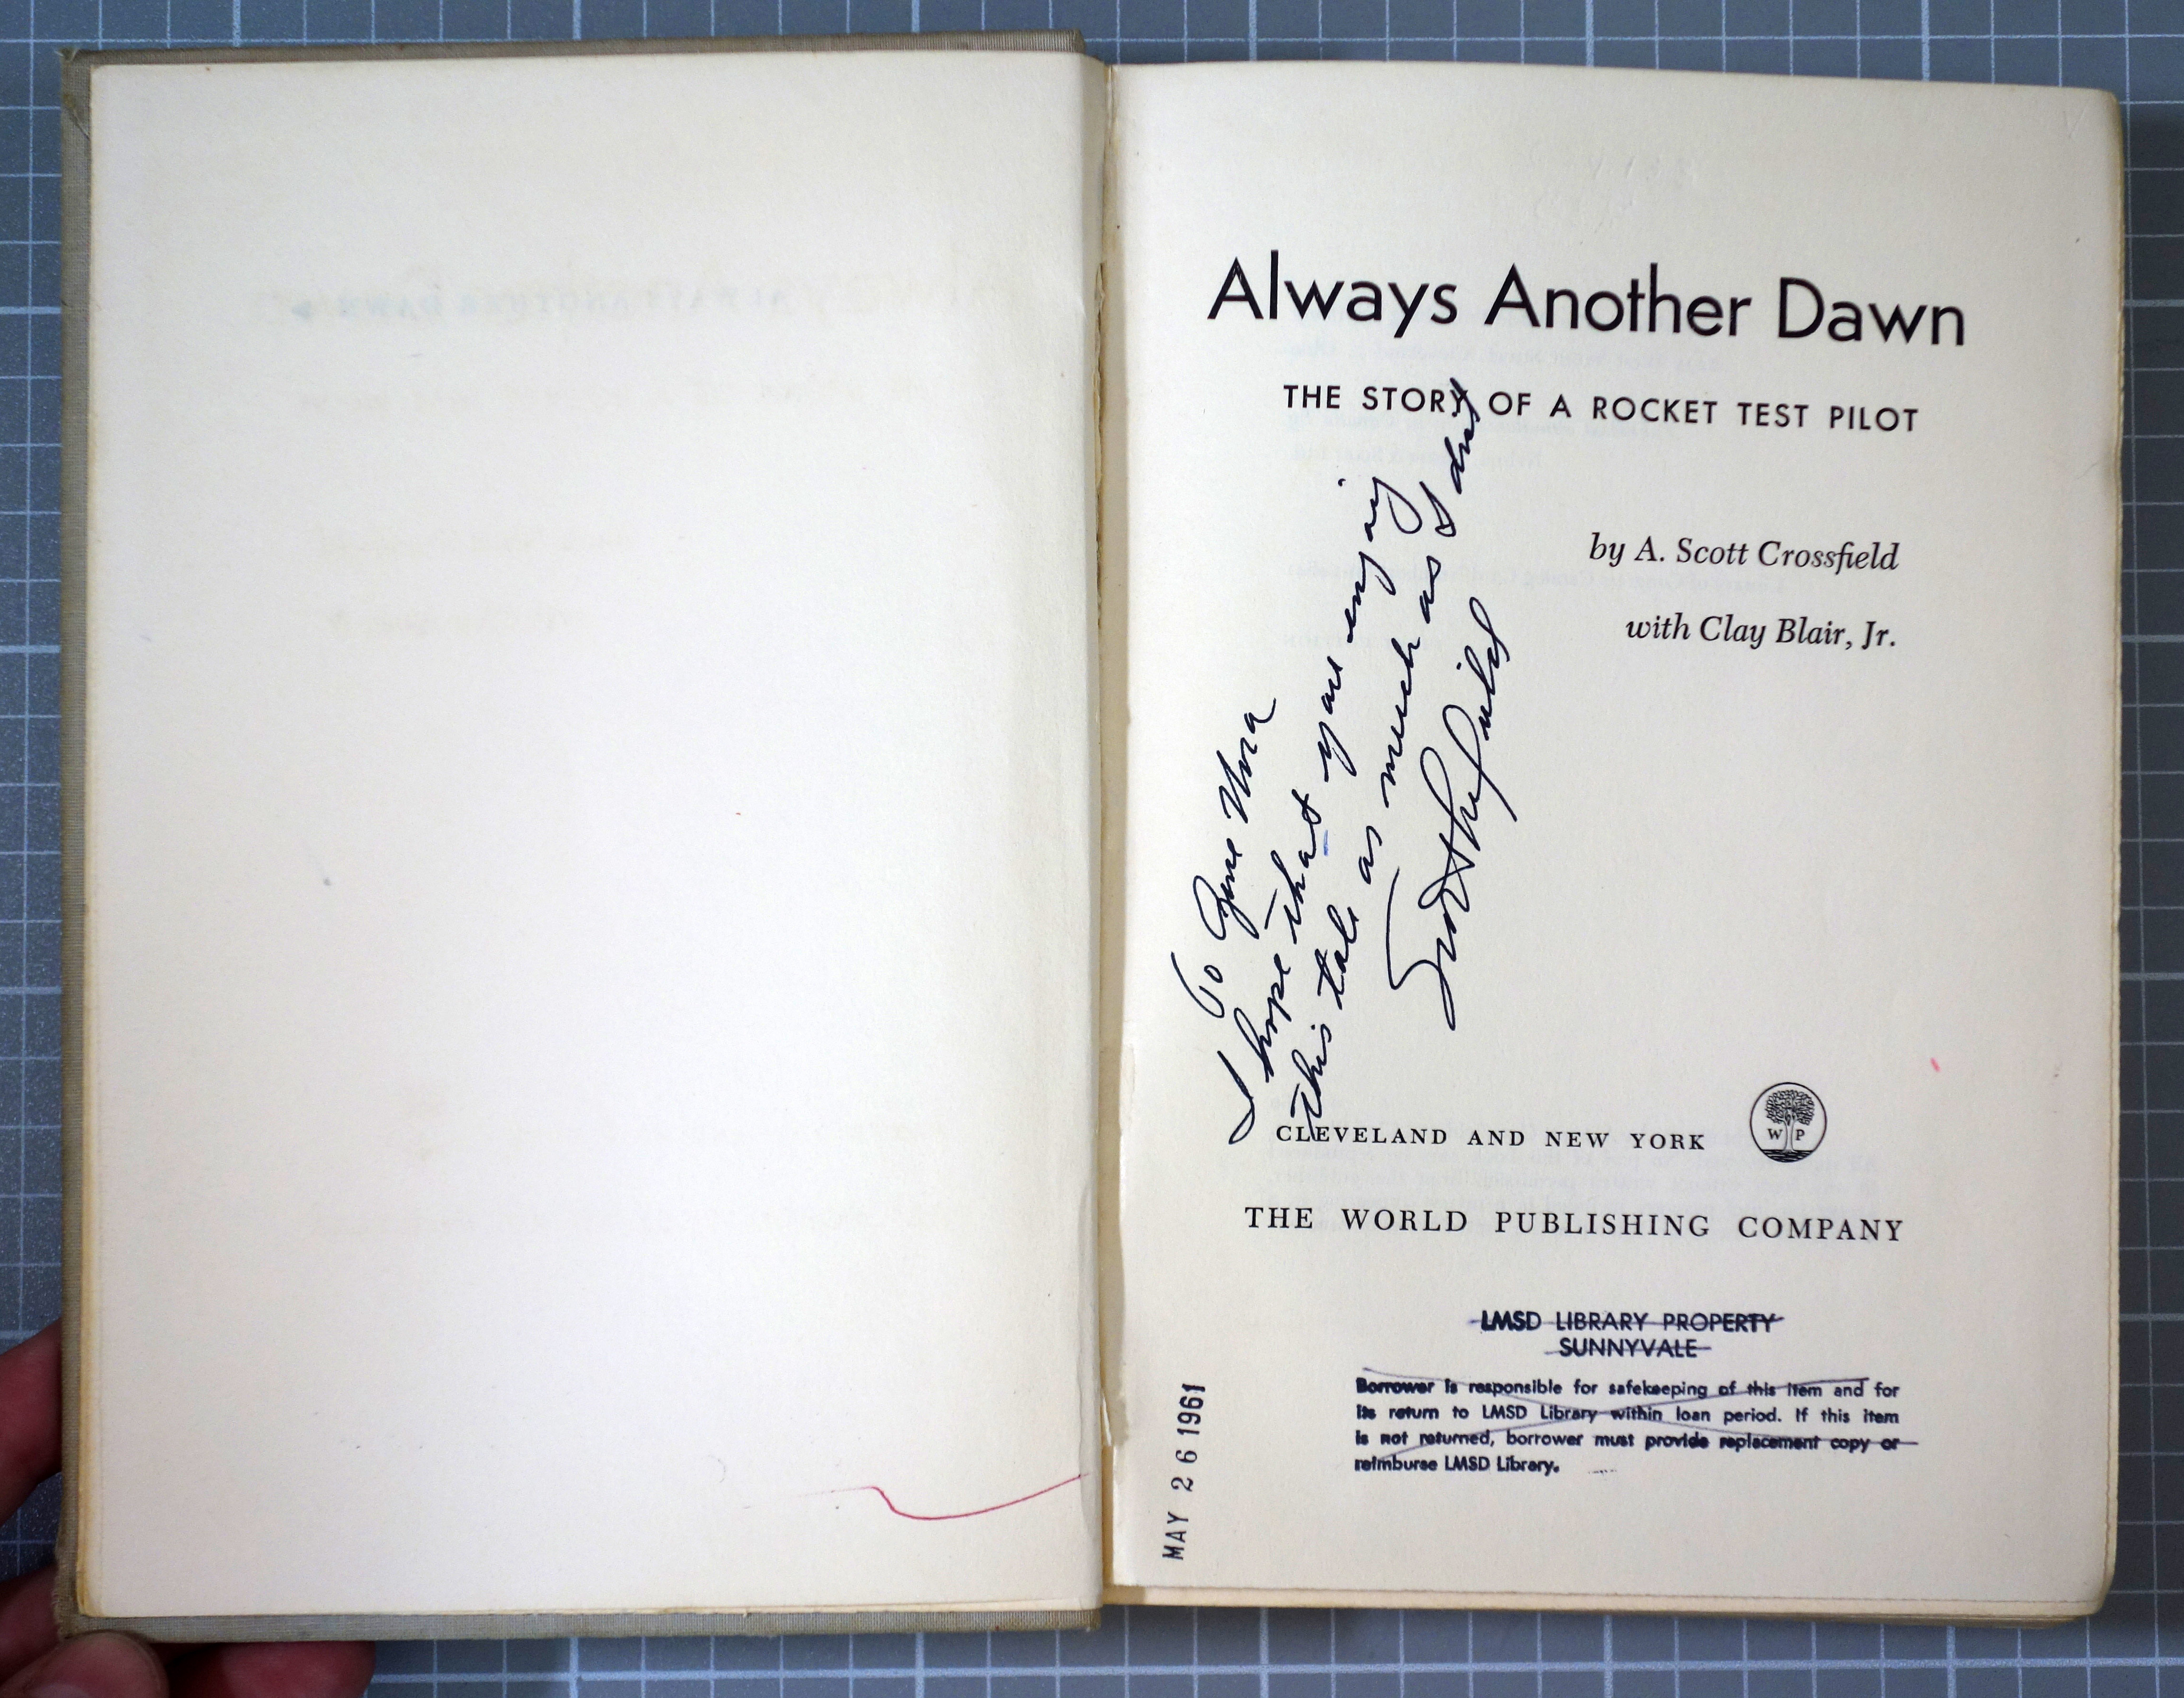 Always Another Dawn
THE STORY OF A ROCKET TEST PILOT
by A. Scott Crossfield
with Clay Blair, Jr.
To Gene
I hope that you enjoy
this tale as much as I did
Scott Crossfield
CLEVELAND AND NEW YORK
W P
THE WORLD PUBLISHING COMPANY
LMSD LIBRARY PROPERTY
SUNNYVALE
Borrower is responsible for safekeeping of this item and for
its return to LMSD Library within loan period. If this item
is not returned, borrower must provide replacement copy or
reimburse LMSD Library.
MAY 26 1961